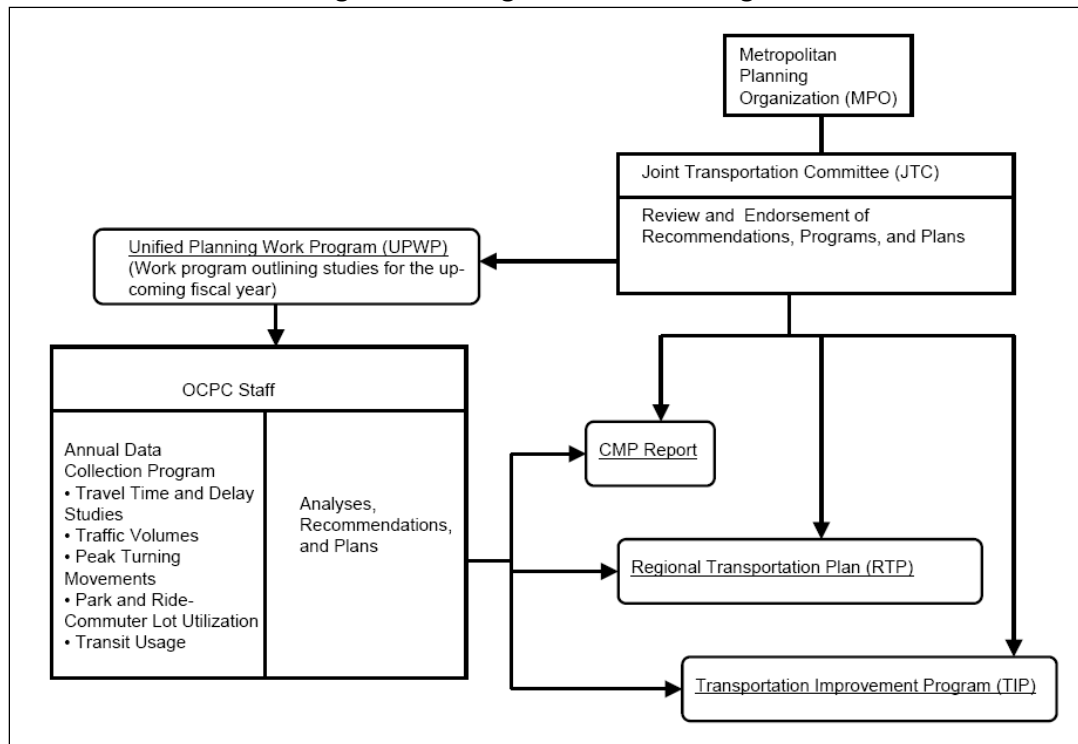 Metropolitan
Planning
Organization (MPO)
Joint Transportation Committee (JTC)
Review and Endorsement of
Recommendations, Programs, and Plans
Unified Planning Work Program (UPWP)
(Work program outlining studies for the up-
coming fiscal year)
OCPC Staff
Annual Data
Collection Program
• Travel Time and Delay
Studies
• Traffic Volumes
• Peak Turning
Movements
• Park and Ride-
Commuter Lot Utilization
• Transit Usage
Analyses,
Recommendations,
and Plans
CMP Report
Regional Transportation Plan (RTP)
Transportation Improvement Program (TIP)